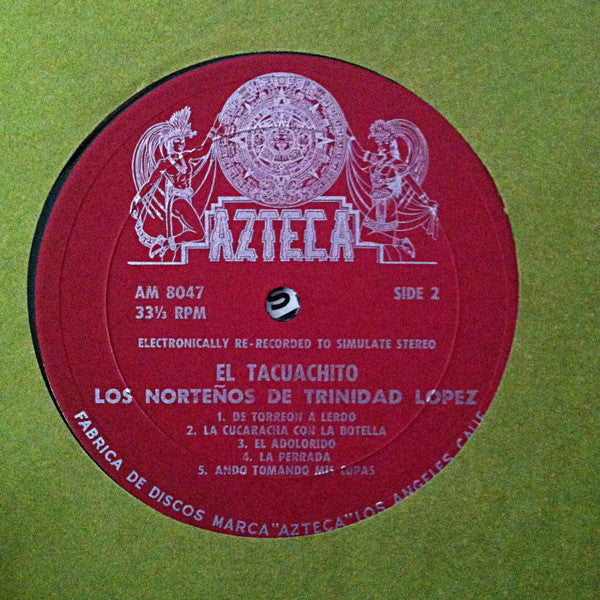 AZTECA
AM 8047
SIDE 2
33⅓ RPM
ELECTRONICALLY RE-RECORDED TO SIMULATE STEREO
EL TACUACHITO
LOS NORTEÑOS DE TRINIDAD LOPEZ
1. DE TORREON A LERDO
2. LA CUCARACHA CON LA BOTELLA
3. EL ADOLORIDO
4. LA PERRADA
5. ANDO TOMANDO MIS COPAS
FABRICA DE DISCOS MARCA "AZTECA" LOS ANGELES CALIF.